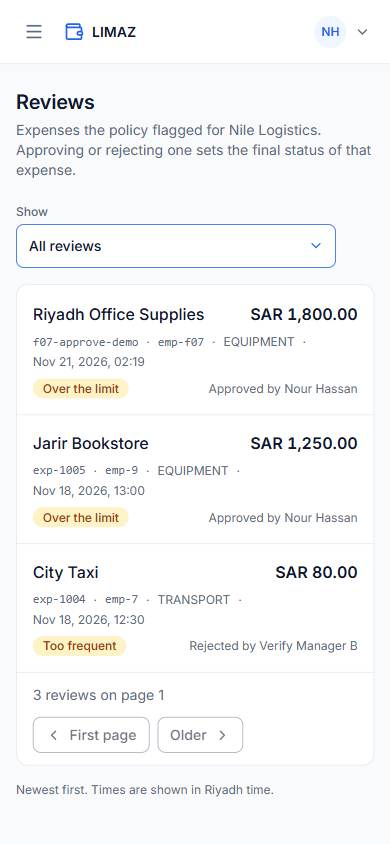 LIMAZ
NH
Reviews
Expenses the policy flagged for Nile Logistics.
Approving or rejecting one sets the final status of that
expense.
Show
All reviews
Riyadh Office Supplies SAR 1,800.00
f07-approve-demo · emp-f07 · EQUIPMENT ·
Nov 21, 2026, 02:19
Over the limit Approved by Nour Hassan
Jarir Bookstore SAR 1,250.00
exp-1005 · emp-9 · EQUIPMENT ·
Nov 18, 2026, 13:00
Over the limit Approved by Nour Hassan
City Taxi SAR 80.00
exp-1004 · emp-7 · TRANSPORT ·
Nov 18, 2026, 12:30
Too frequent Rejected by Verify Manager B
3 reviews on page 1
First page Older
Newest first. Times are shown in Riyadh time.